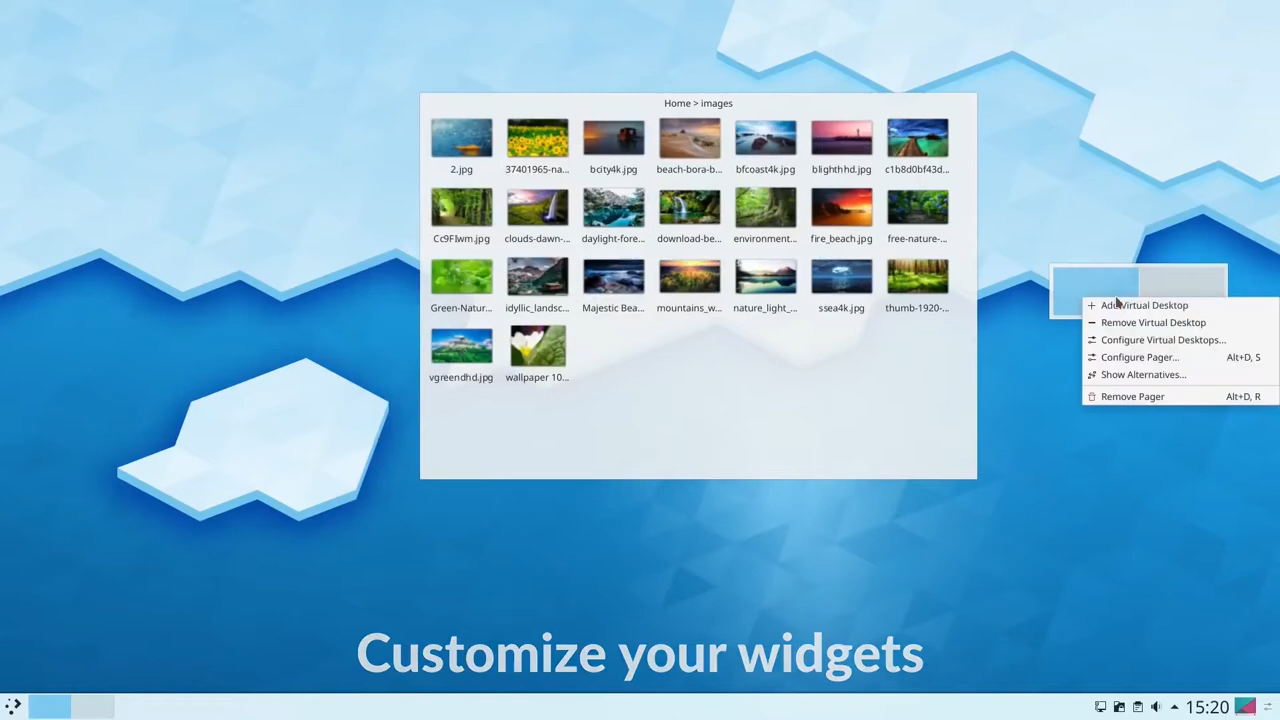 Home > images
2.jpg
37401965-na...
bcity4k.jpg
beach-bora-b...
bfcoast4k.jpg
blighthhd.jpg
c1b8d0bf43d...
Cc9FIwm.jpg
clouds-dawn-...
daylight-fore...
download-be...
environment...
fire_beach.jpg
free-nature-...
Green-Natur...
idyllic_landsc...
Majestic Bea...
mountains_w...
nature_light_...
ssea4k.jpg
thumb-1920-...
vgreendhd.jpg
wallpaper 10...
Add Virtual Desktop
Remove Virtual Desktop
Configure Virtual Desktops...
Configure Pager... Alt+D, S
Show Alternatives...
Remove Pager Alt+D, R
Customize your widgets
15:20